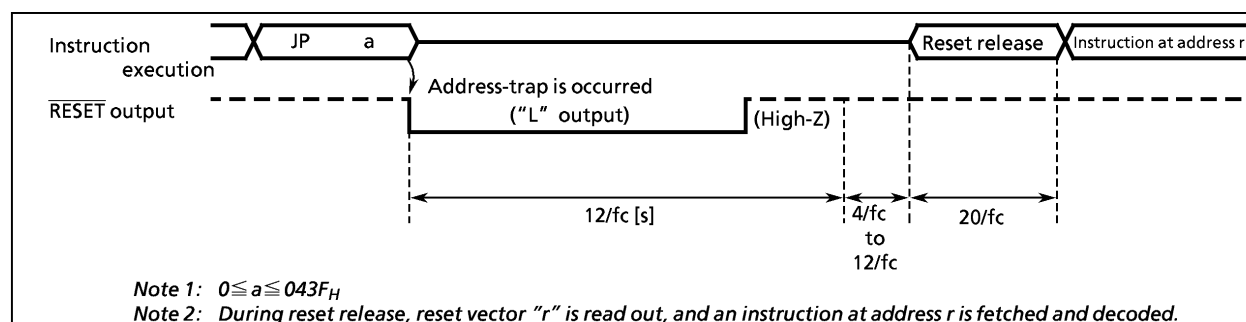 Instruction execution
JP a
Reset release
Instruction at address r
Address-trap is occurred
("L" output)
RESET output
(High-Z)
12/fc [s]
4/fc to 12/fc
20/fc
Note 1: 0≦a≦043FH
Note 2: During reset release, reset vector "r" is read out, and an instruction at address r is fetched and decoded.